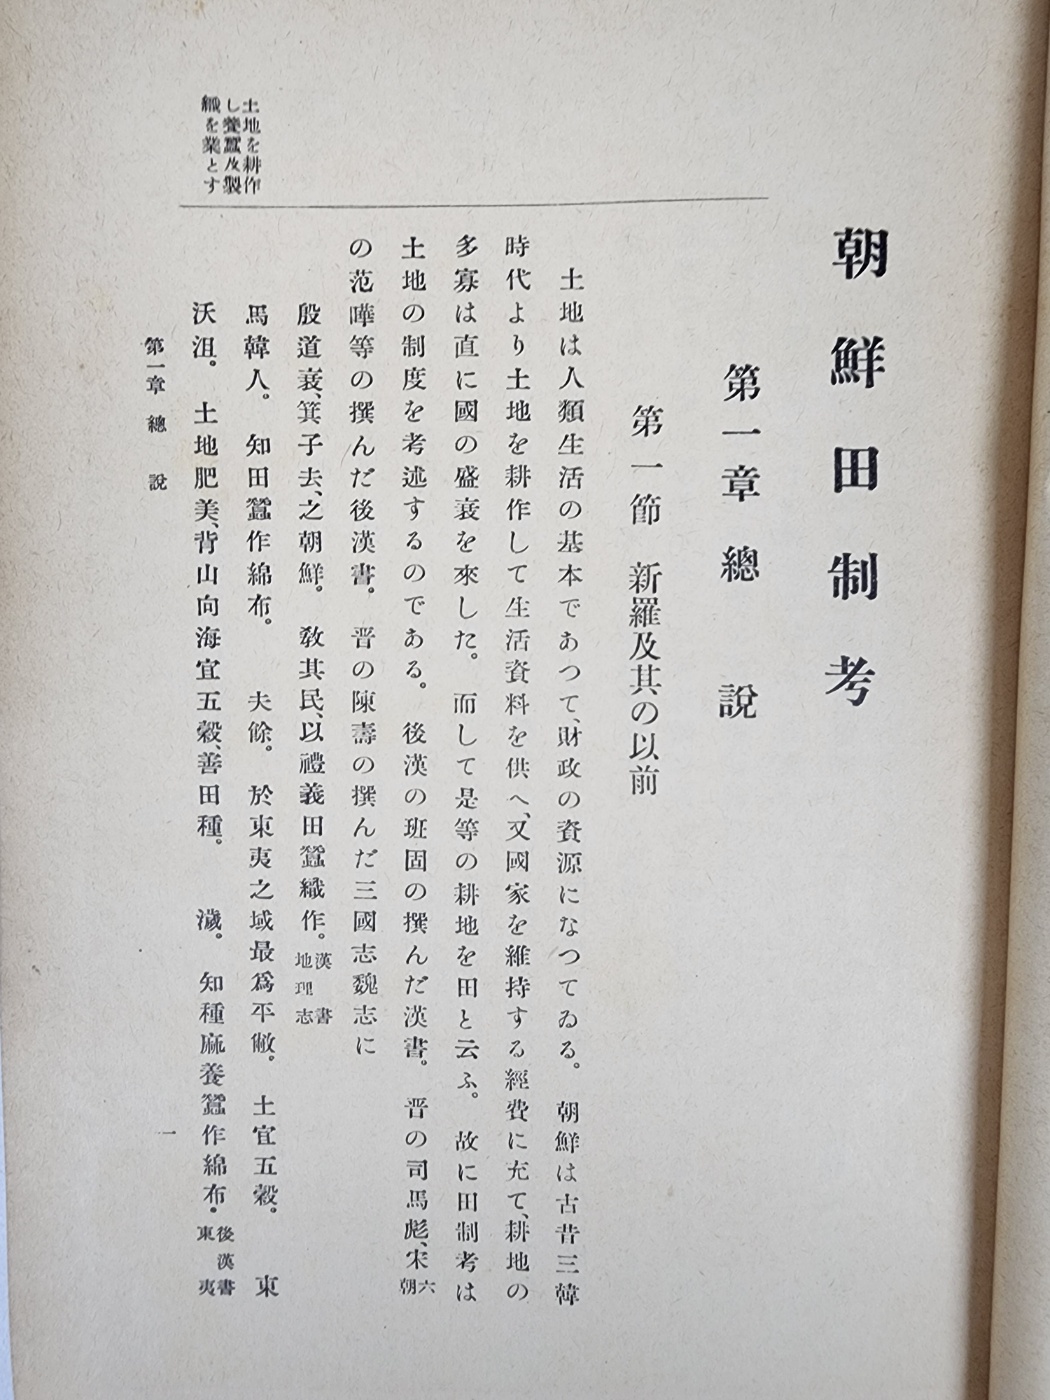 朝鮮田制考
第一章 總 說
第一節 新羅及其の以前
土地は人類生活の基本であつて、財政の資源になつてゐる。 朝鮮は古昔三韓
時代より土地を耕作して生活資料を供へ、又國家を維持する經費に充て、耕地の
多寡は直に國の盛衰を來した。 而して是等の耕地を田と云ふ。 故に田制考は
土地の制度を考述するのである。 後漢の班固の撰んだ漢書。 晋の司馬彪、宋六朝
の范曄等の撰んだ後漢書。 晋の陳壽の撰んだ三國志魏志に
殷道衰、箕子去、之朝鮮。 敎其民、以禮義田蠶織作。漢書地理志
馬韓人。 知田蠶作綿布。 夫餘。 於東夷之域最爲平敞。 土宜五穀。 東
沃沮。 土地肥美、背山向海宜五穀、善田種。 濊。 知種麻養蠶作綿布。後漢書東夷
土地を耕作
し養蠶及製
織を業とす
第一章 總 說
一